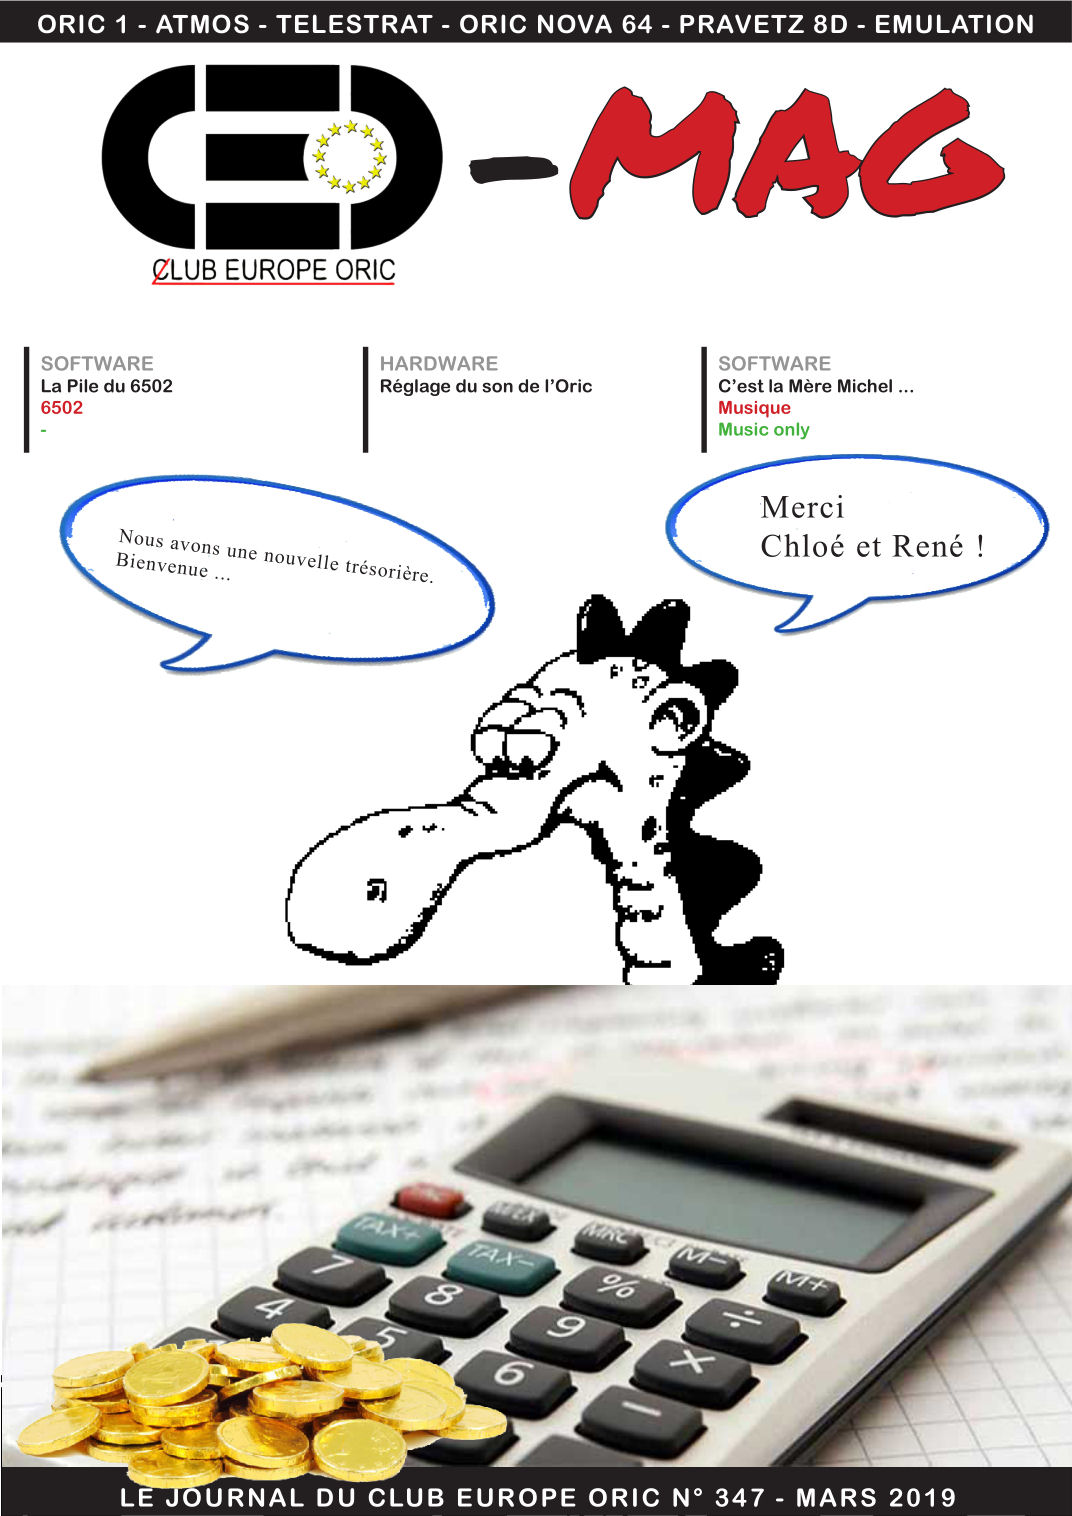 ORIC 1 - ATMOS - TELESTRAT - ORIC NOVA 64 - PRAVETZ 8D - EMULATION
CEO
-MAG
CLUB EUROPE ORIC
SOFTWARE
La Pile du 6502
6502
-
HARDWARE
Réglage du son de l'Oric
SOFTWARE
C'est la Mère Michel ...
Musique
Music only
Nous avons une nouvelle trésorière.
Bienvenue ...
Merci
Chloé et René !
TAX+
MRC
M-
M+
TAX-
7
8
%
÷
4
5
9
×
6
-
LE JOURNAL DU CLUB EUROPE ORIC N° 347 - MARS 2019